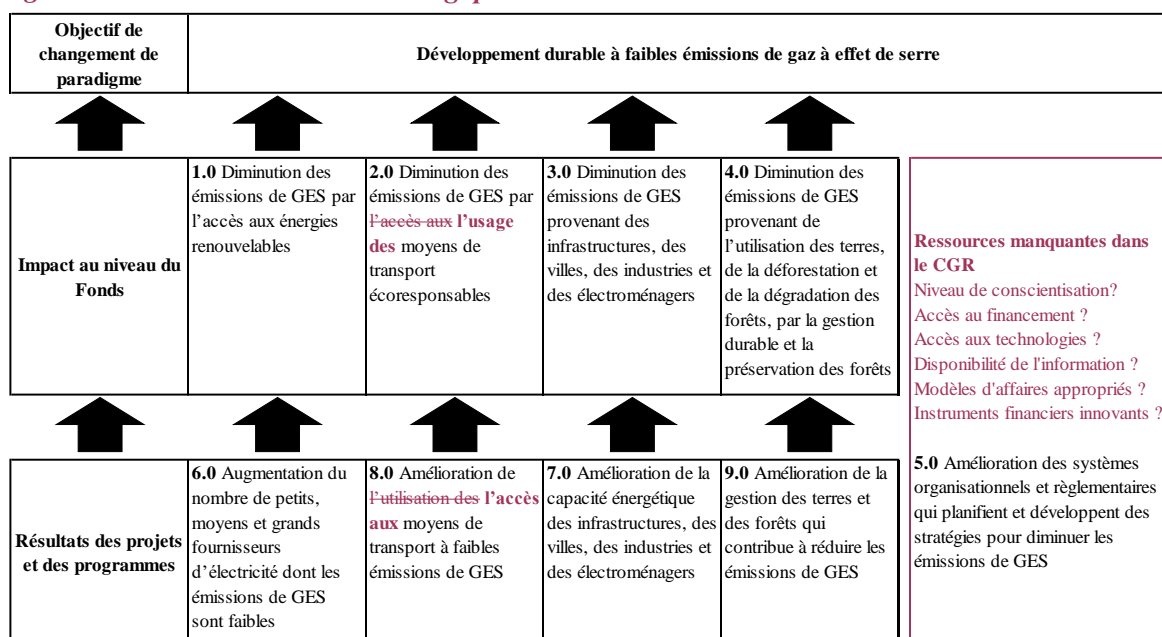 Objectif de
changement de
paradigme
Développement durable à faibles émissions de gaz à effet de serre
Impact au niveau du
Fonds
1.0 Diminution des
émissions de GES par
l'accès aux énergies
renouvelables
2.0 Diminution des
émissions de GES par
l'accès aux l'usage
des moyens de
transport
écoresponsables
3.0 Diminution des
émissions de GES
provenant des
infrastructures, des
villes, des industries et
des électroménagers
4.0 Diminution des
émissions de GES
provenant de
l'utilisation des terres,
de la déforestation et
de la dégradation des
forêts, par la gestion
durable et la
préservation des forêts
Résultats des projets
et des programmes
6.0 Augmentation du
nombre de petits,
moyens et grands
fournisseurs
d'électricité dont les
émissions de GES
sont faibles
8.0 Amélioration de
l'utilisation des l'accès
aux moyens de
transport à faibles
émissions de GES
7.0 Amélioration de la
capacité énergétique
des infrastructures, des
villes, des industries et
des électroménagers
9.0 Amélioration de la
gestion des terres et
des forêts qui
contribue à réduire les
émissions de GES
Ressources manquantes dans
le CGR
Niveau de conscientisation?
Accès au financement ?
Accès aux technologies ?
Disponibilité de l'information ?
Modèles d'affaires appropriés ?
Instruments financiers innovants ?
5.0 Amélioration des systèmes
organisationnels et règlementaires
qui planifient et développent des
stratégies pour diminuer les
émissions de GES